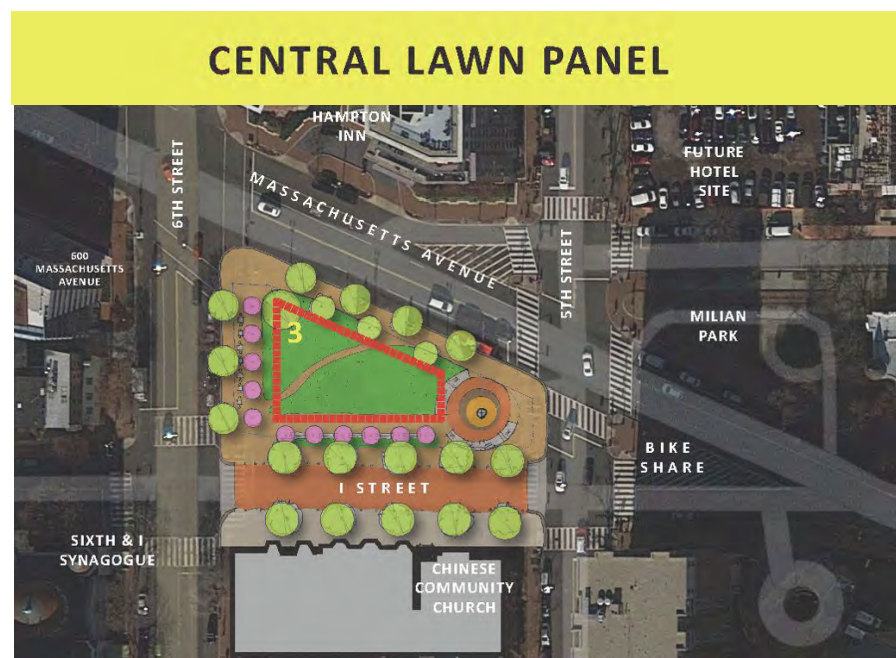 CENTRAL LAWN PANEL
HAMPTON
INN
6TH STREET
MASSACHUSETTS AVENUE
5TH STREET
FUTURE
HOTEL
SITE
600
MASSACHUSETTS
AVENUE
MILIAN
PARK
3
BIKE
SHARE
I STREET
SIXTH & I
SYNAGOGUE
CHINESE
COMMUNITY
CHURCH